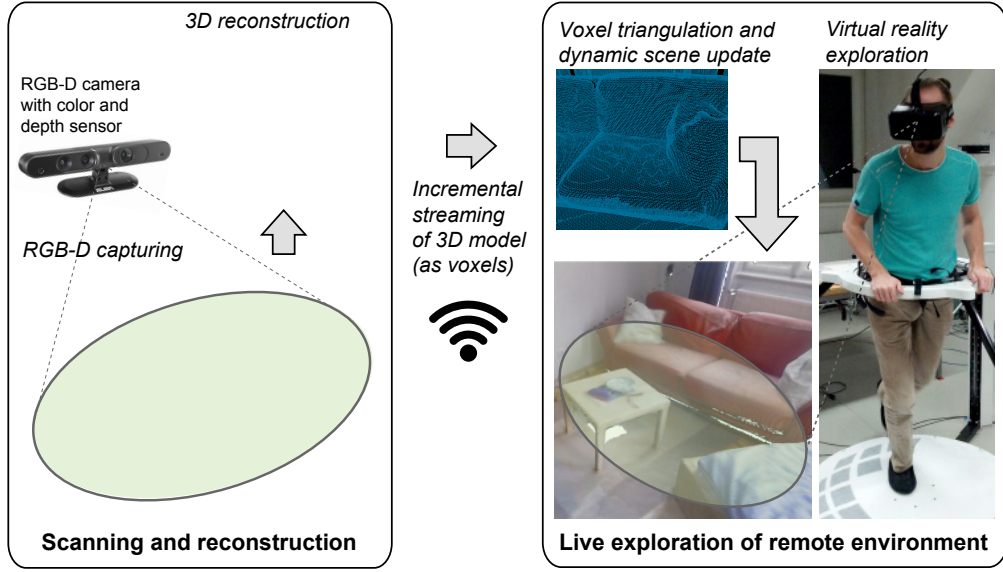 3D reconstruction
RGB-D camera
with color and
depth sensor
RGB-D capturing
Scanning and reconstruction
Incremental
streaming
of 3D model
(as voxels)
Voxel triangulation and
dynamic scene update
Virtual reality
exploration
Live exploration of remote environment